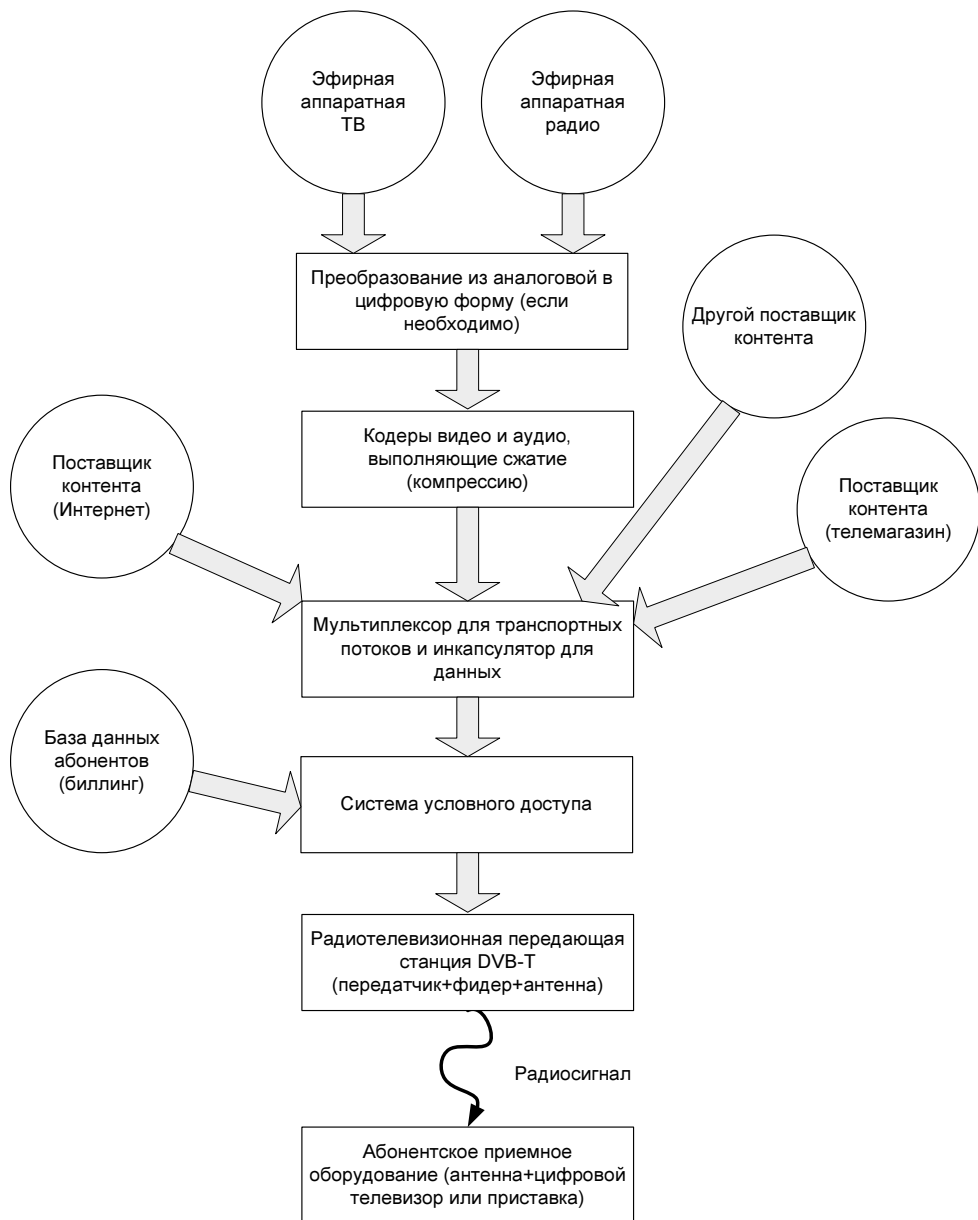 Эфирная
аппаратная
ТВ
Эфирная
аппаратная
радио
Преобразование из аналоговой в
цифровую форму (если
необходимо)
Другой поставщик
контента
Кодеры видео и аудио,
выполняющие сжатие
(компрессию)
Поставщик
контента
(Интернет)
Поставщик
контента
(телемагазин)
Мультиплексор для транспортных
потоков и инкапсулятор для
данных
База данных
абонентов
(биллинг)
Система условного доступа
Радиотелевизионная передающая
станция DVB-T
(передатчик+фидер+антенна)
Радиосигнал
Абонентское приемное
оборудование (антенна+цифровой
телевизор или приставка)